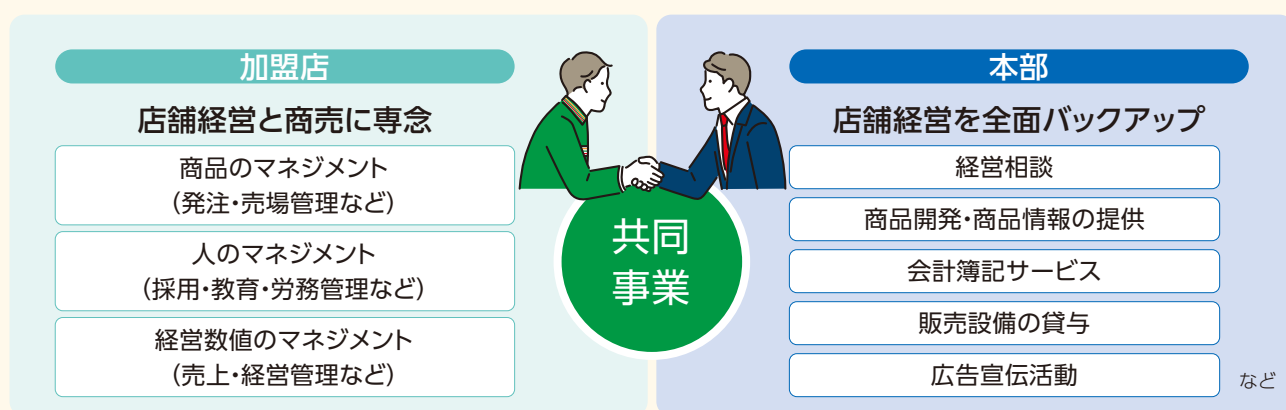 加盟店
店舗経営と商売に専念
商品のマネジメント
(発注・売場管理など)
人のマネジメント
(採用・教育・労務管理など)
経営数値のマネジメント
(売上・経営管理など)
共同
事業
本部
店舗経営を全面バックアップ
経営相談
商品開発・商品情報の提供
会計簿記サービス
販売設備の貸与
広告宣伝活動
など